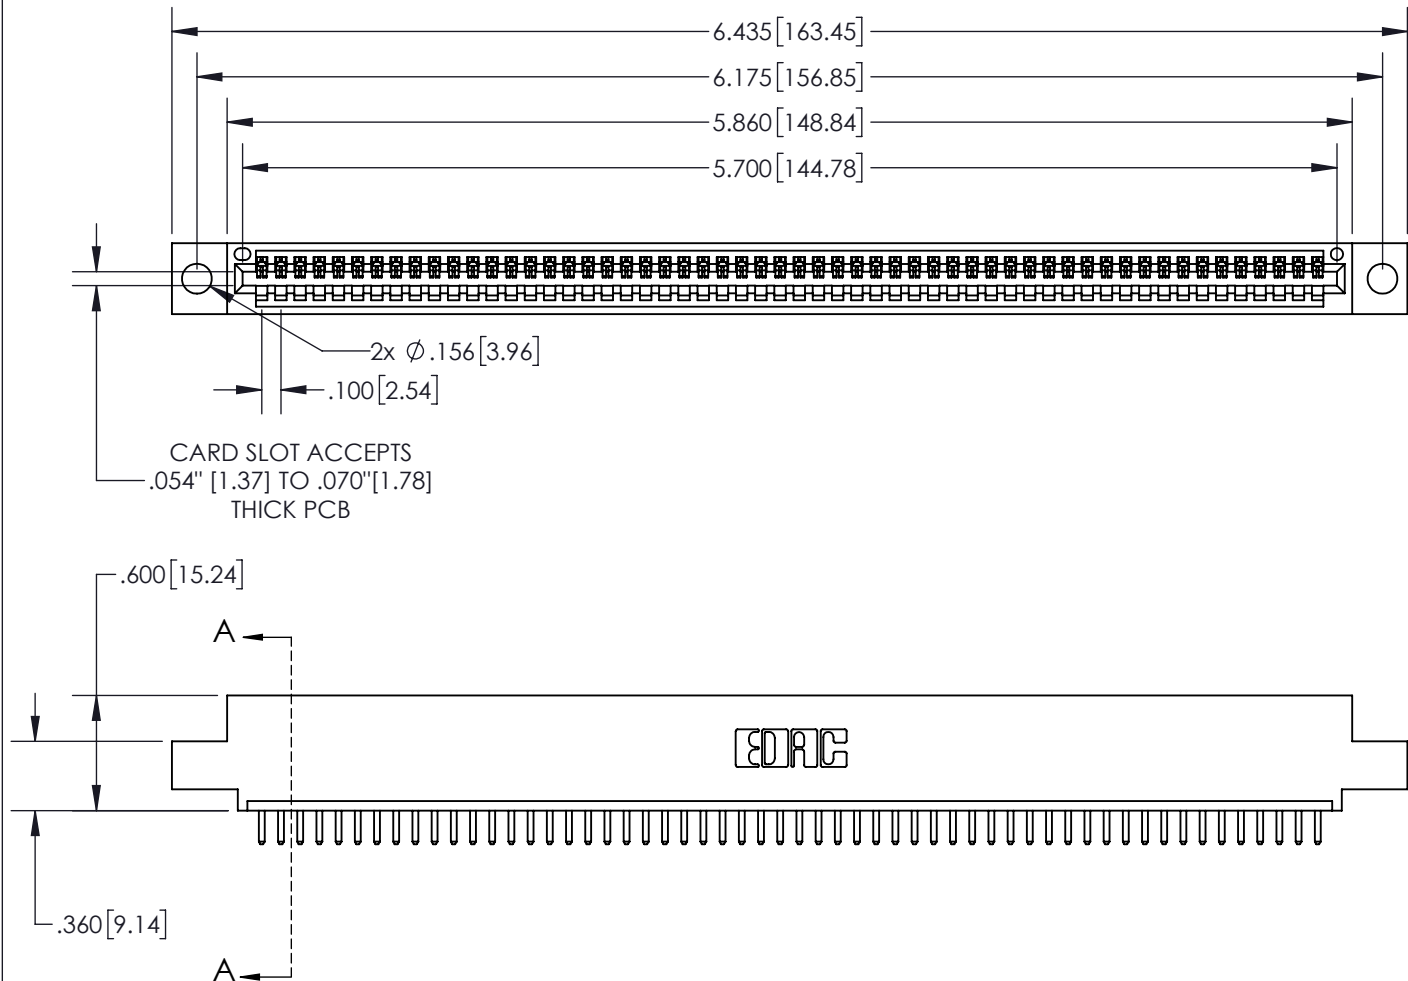 6.435[163.45]
6.175[156.85]
5.860[148.84]
5.700[144.78]
2x Ø.156[3.96]
.100[2.54]
CARD SLOT ACCEPTS
.054" [1.37] TO .070"[1.78]
THICK PCB
.600[15.24]
A
EDAC
.360[9.14]
A